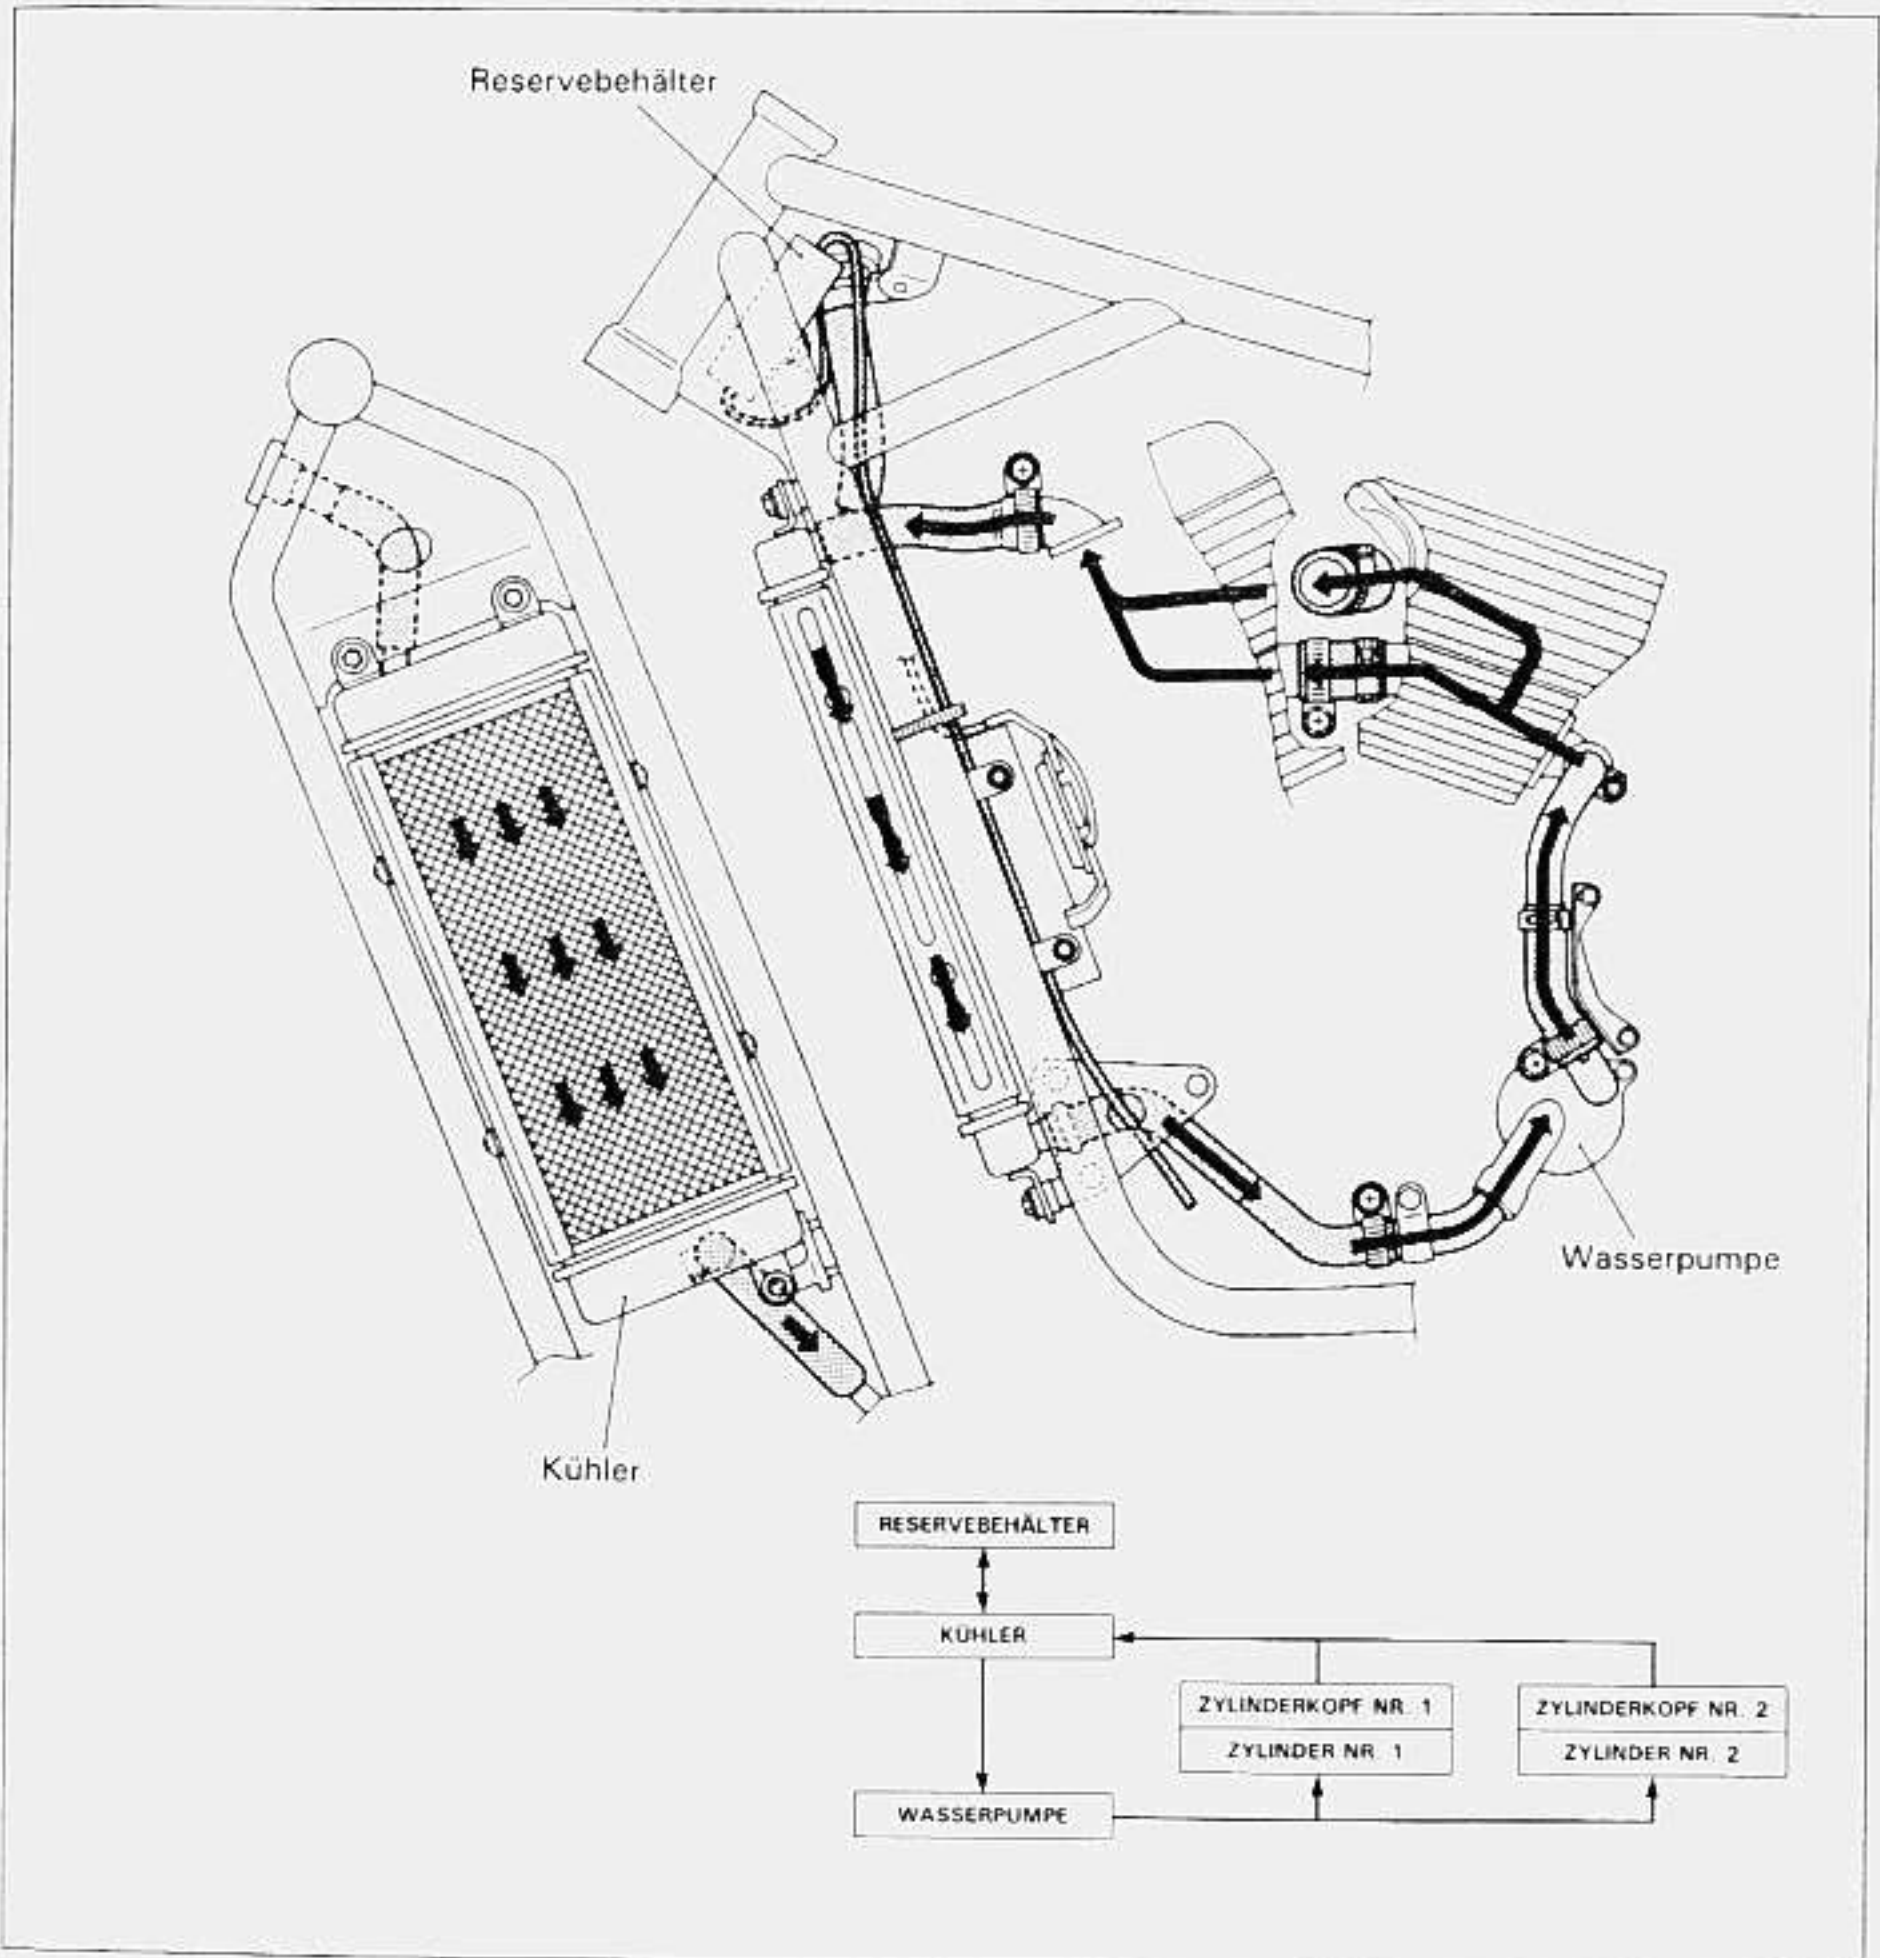 Reservebehälter
Wasserpumpe
Kühler
RESERVEBEHÄLTER
KÜHLER
ZYLINDERKOPF NR. 1
ZYLINDERKOPF NR. 2
ZYLINDER NR. 1
ZYLINDER NR. 2
WASSERPUMPE